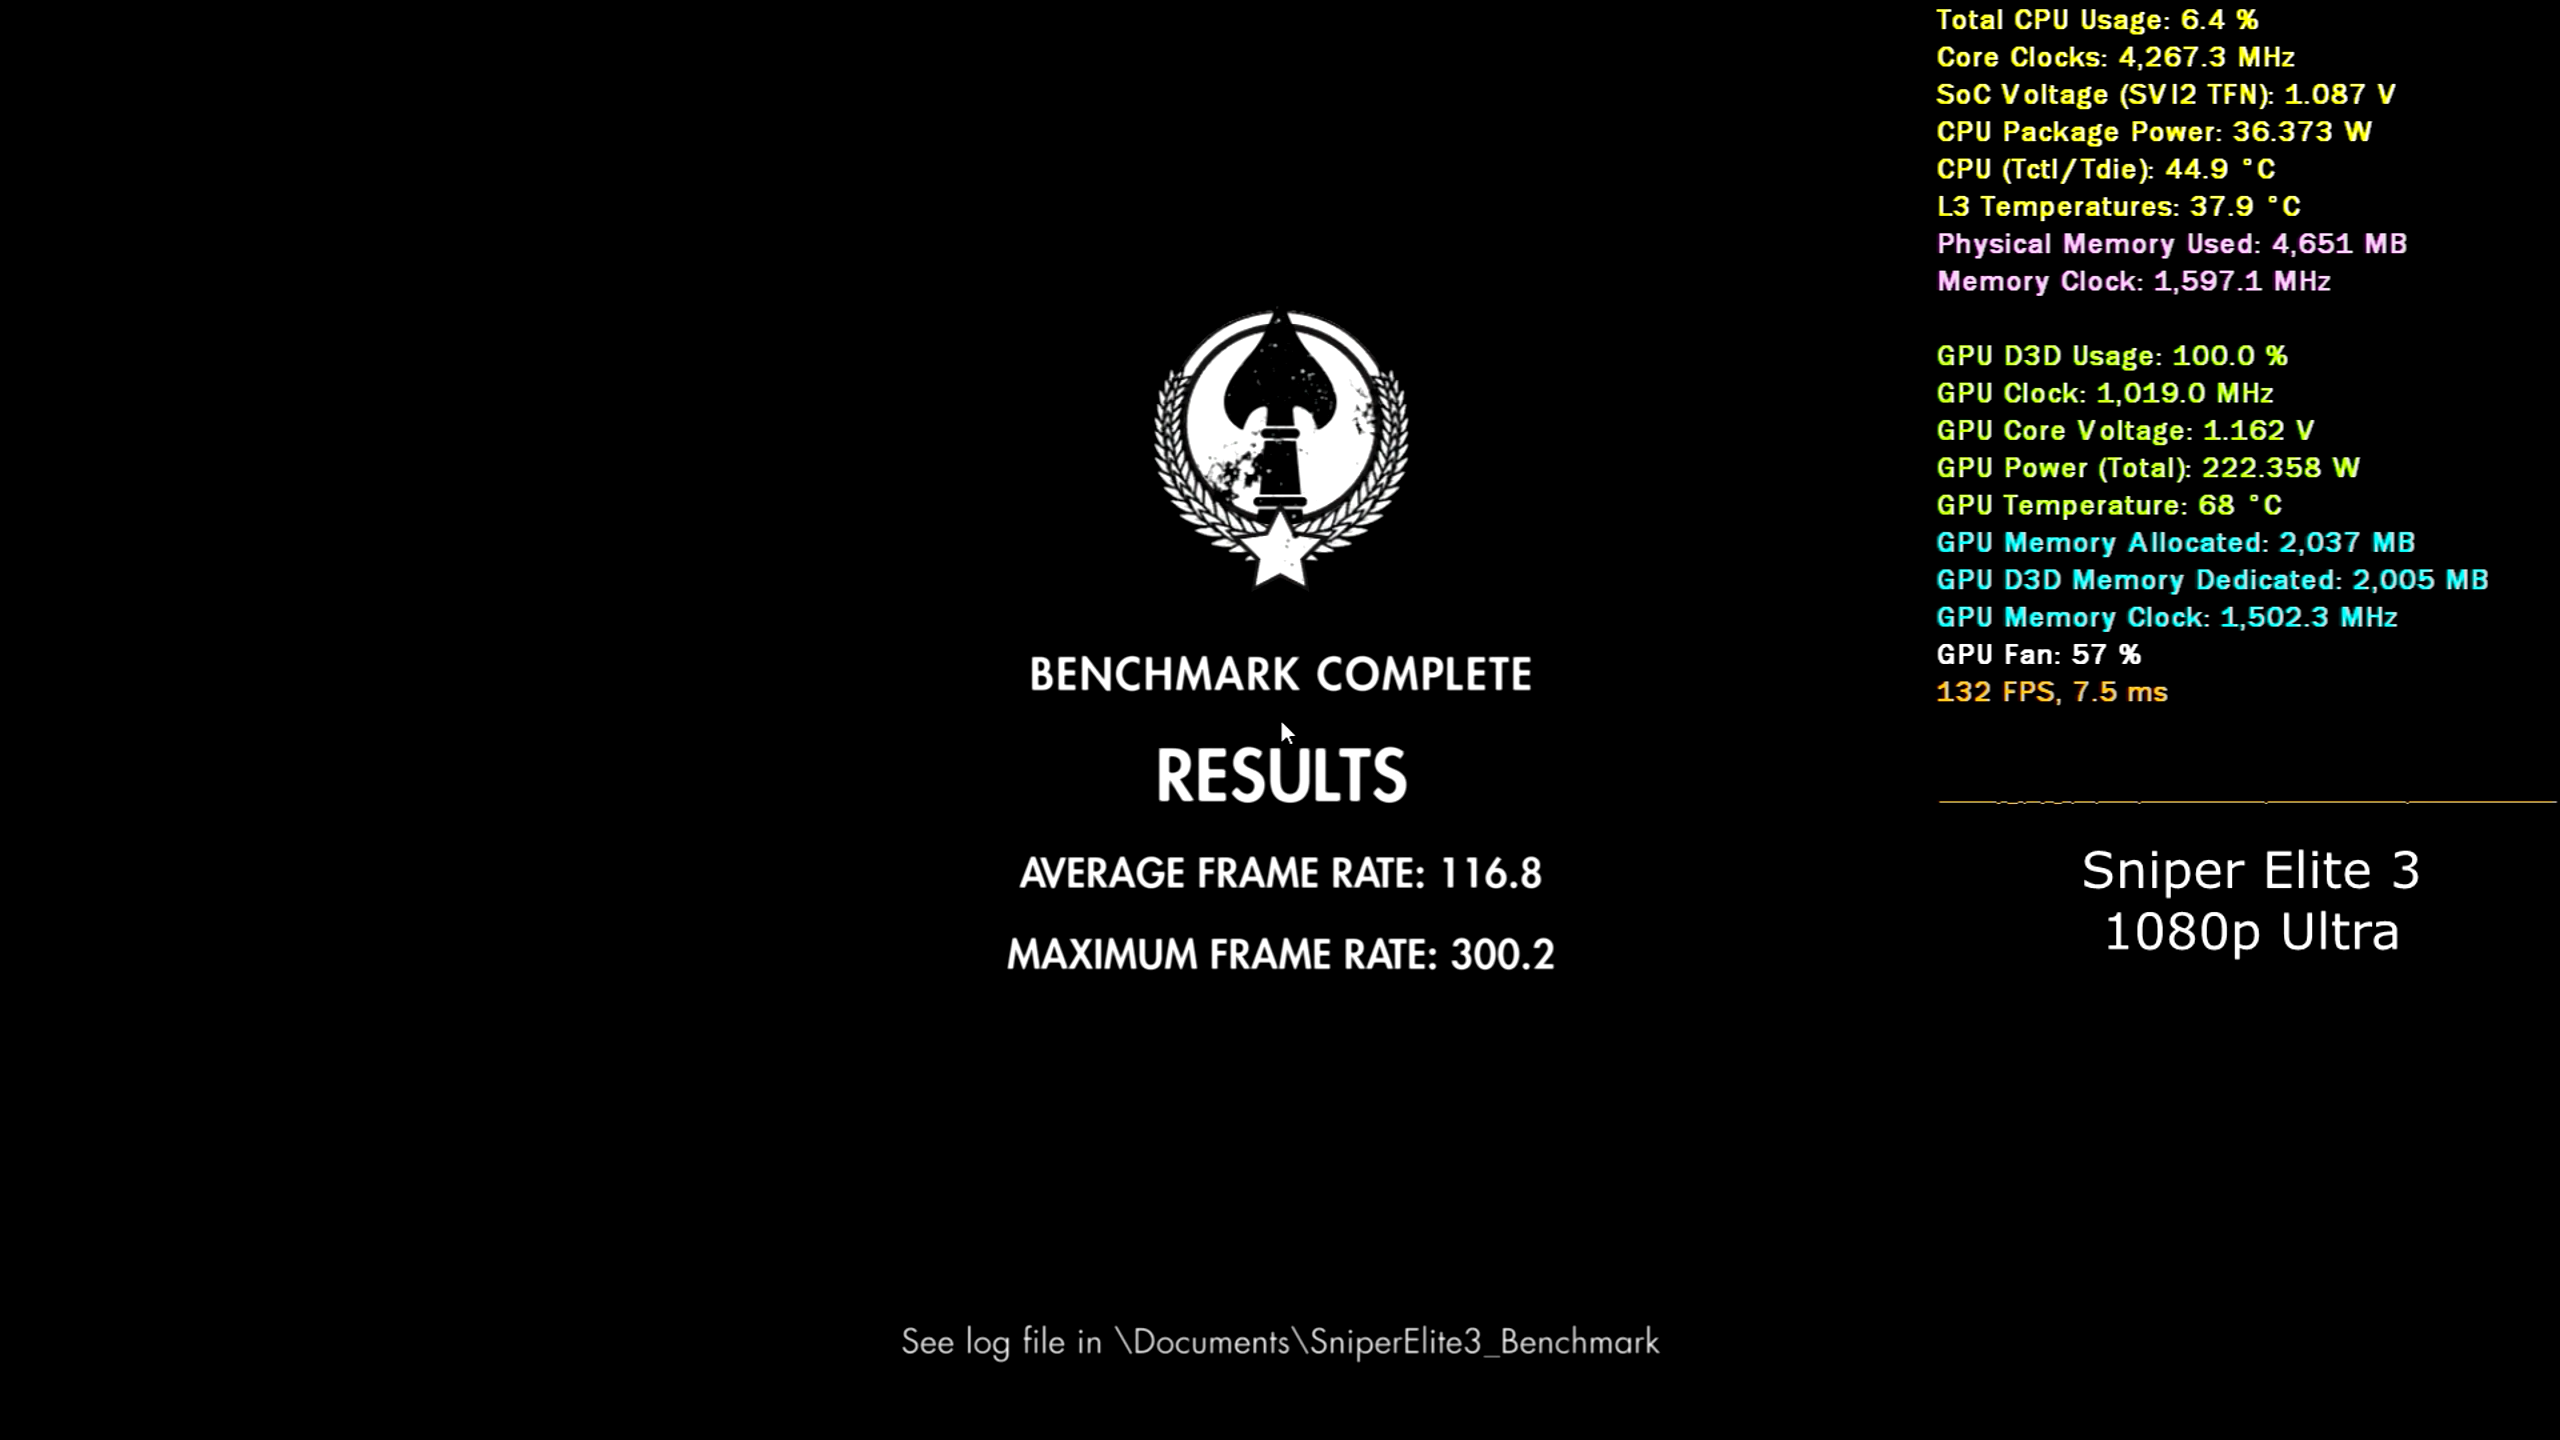 Total CPU Usage: 6.4 %
Core Clocks: 4,267.3 MHz
SoC Voltage (SVI2 TFN): 1.087 V
CPU Package Power: 36.373 W
CPU (Tctl/Tdie): 44.9 °C
L3 Temperatures: 37.9 °C
Physical Memory Used: 4,651 MB
Memory Clock: 1,597.1 MHz
GPU D3D Usage: 100.0 %
GPU Clock: 1,019.0 MHz
GPU Core Voltage: 1.162 V
GPU Power (Total): 222.358 W
GPU Temperature: 68 °C
GPU Memory Allocated: 2,037 MB
GPU D3D Memory Dedicated: 2,005 MB
GPU Memory Clock: 1,502.3 MHz
GPU Fan: 57 %
132 FPS, 7.5 ms
BENCHMARK COMPLETE
RESULTS
AVERAGE FRAME RATE: 116.8
MAXIMUM FRAME RATE: 300.2
Sniper Elite 3
1080p Ultra
See log file in \Documents\SniperElite3_Benchmark